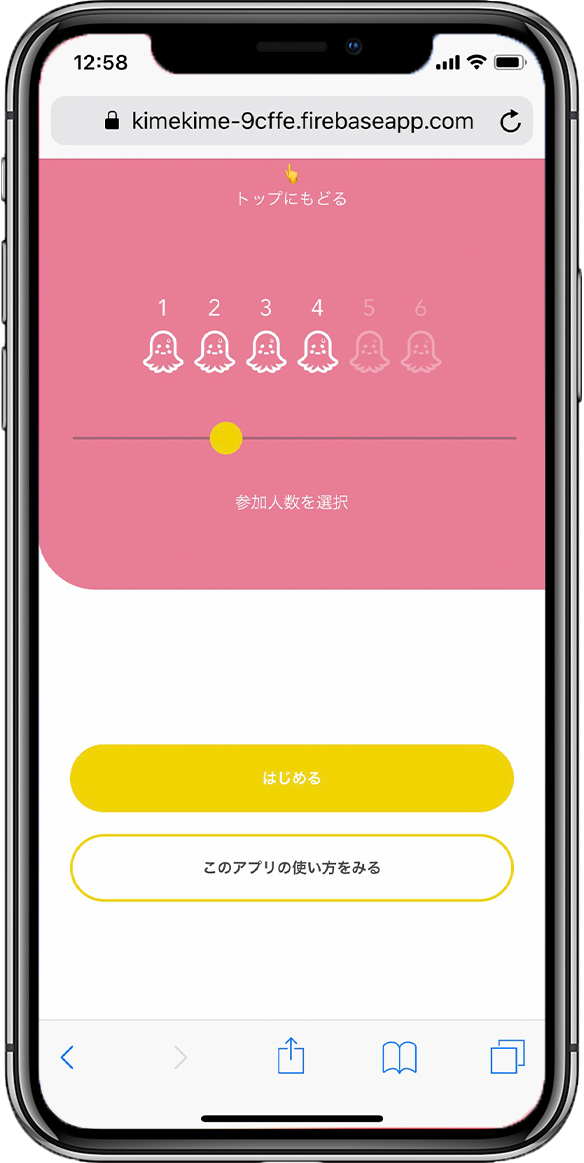 12:58
kimekime-9cffe.firebaseapp.com
トップにもどる
1 2 3 4 5 6
参加人数を選択
はじめる
このアプリの使い方をみる